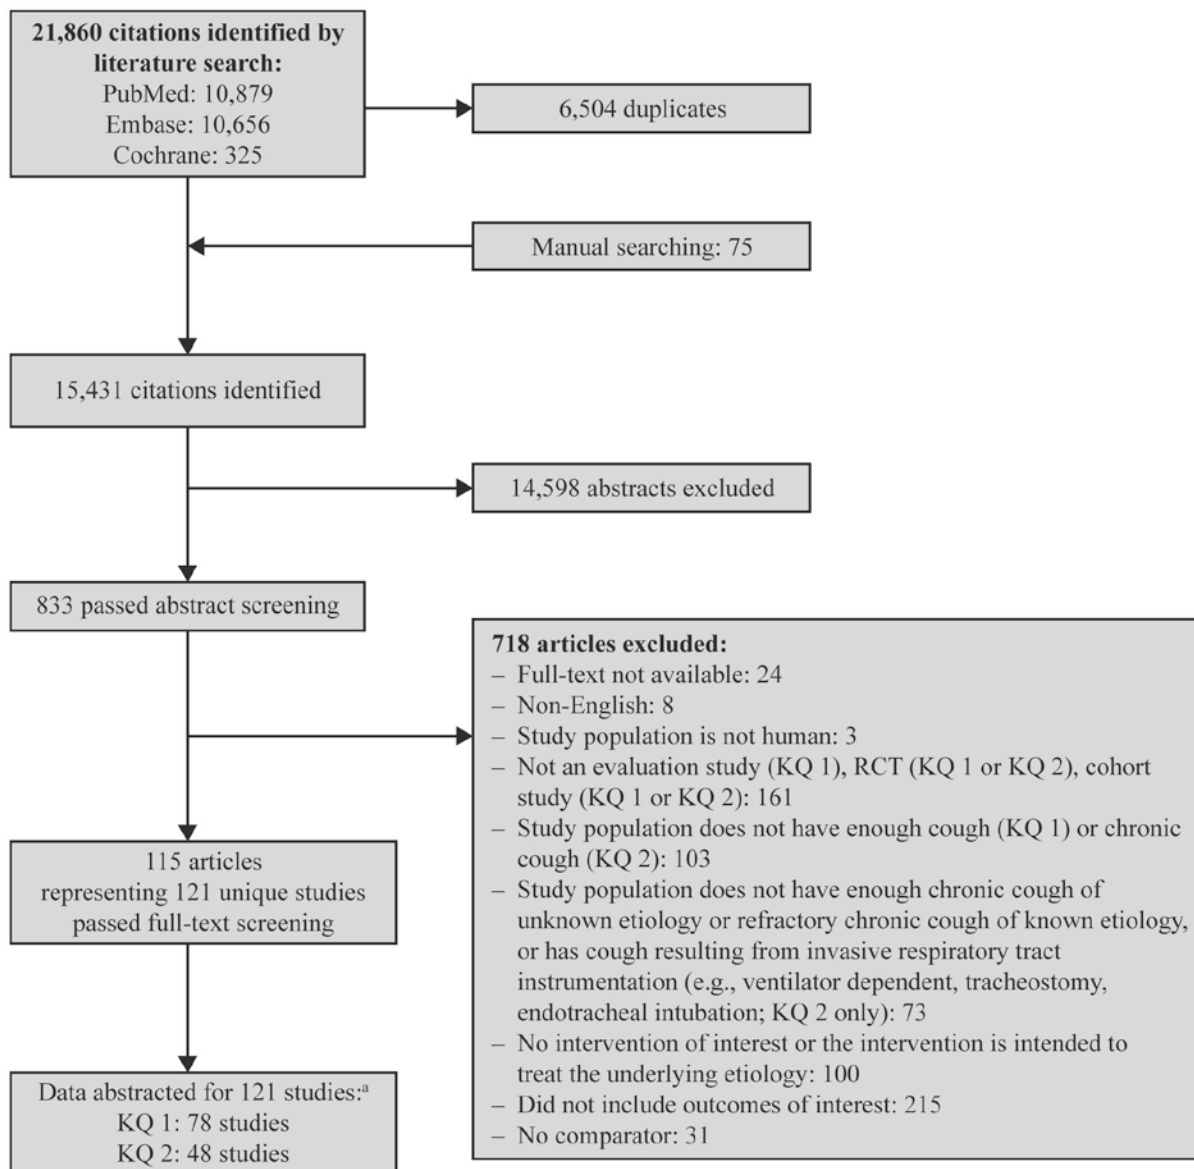 21,860 citations identified by
literature search:
PubMed: 10,879
Embase: 10,656
Cochrane: 325
6,504 duplicates
Manual searching: 75
15,431 citations identified
14,598 abstracts excluded
833 passed abstract screening
718 articles excluded:
– Full-text not available: 24
– Non-English: 8
– Study population is not human: 3
– Not an evaluation study (KQ 1), RCT (KQ 1 or KQ 2), cohort
study (KQ 1 or KQ 2): 161
– Study population does not have enough cough (KQ 1) or chronic
cough (KQ 2): 103
– Study population does not have enough chronic cough of
unknown etiology or refractory chronic cough of known etiology,
or has cough resulting from invasive respiratory tract
instrumentation (e.g., ventilator dependent, tracheostomy,
endotracheal intubation; KQ 2 only): 73
– No intervention of interest or the intervention is intended to
treat the underlying etiology: 100
– Did not include outcomes of interest: 215
– No comparator: 31
115 articles
representing 121 unique studies
passed full-text screening
Data abstracted for 121 studies:ᵃ
KQ 1: 78 studies
KQ 2: 48 studies